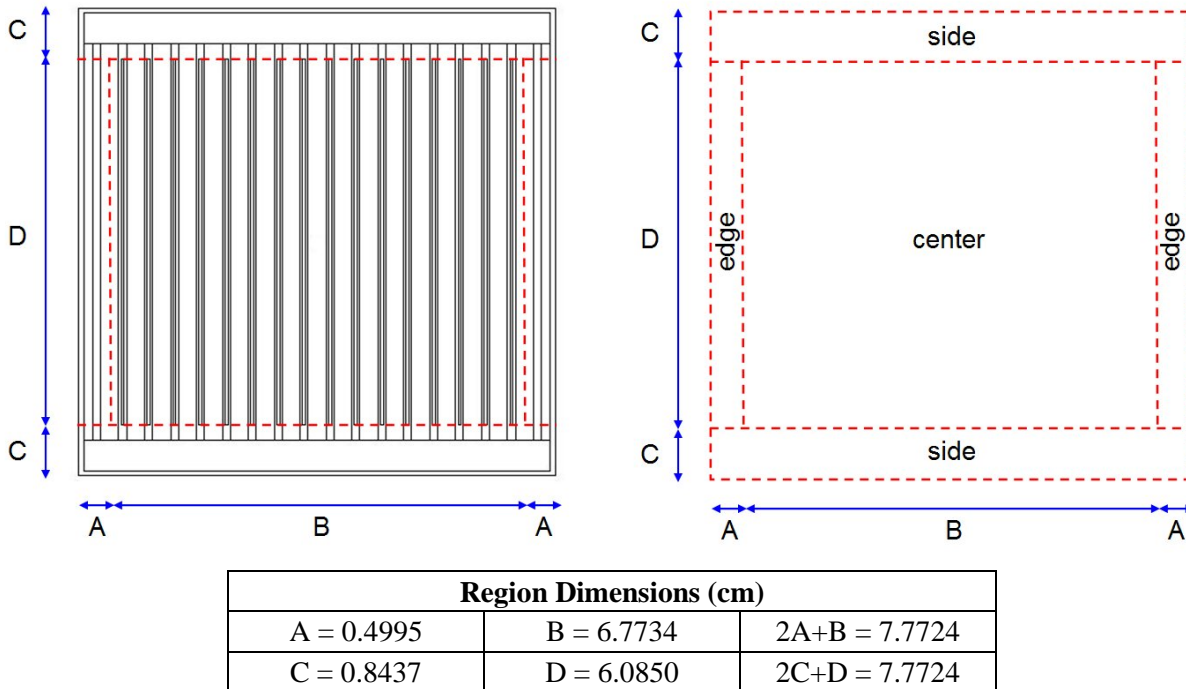 C
side
D
edge
center
edge
C
side
A
B
A
C
D
C
A
B
A
Region Dimensions (cm)
A = 0.4995 B = 6.7734 2A+B = 7.7724
C = 0.8437 D = 6.0850 2C+D = 7.7724